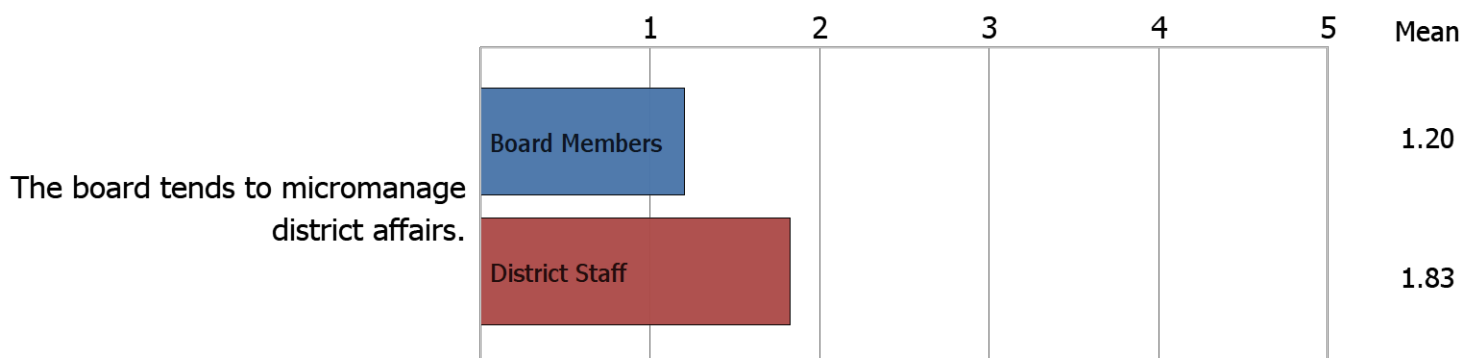 1 2 3 4 5 Mean
Board Members 1.20
The board tends to micromanage
district affairs.
District Staff 1.83